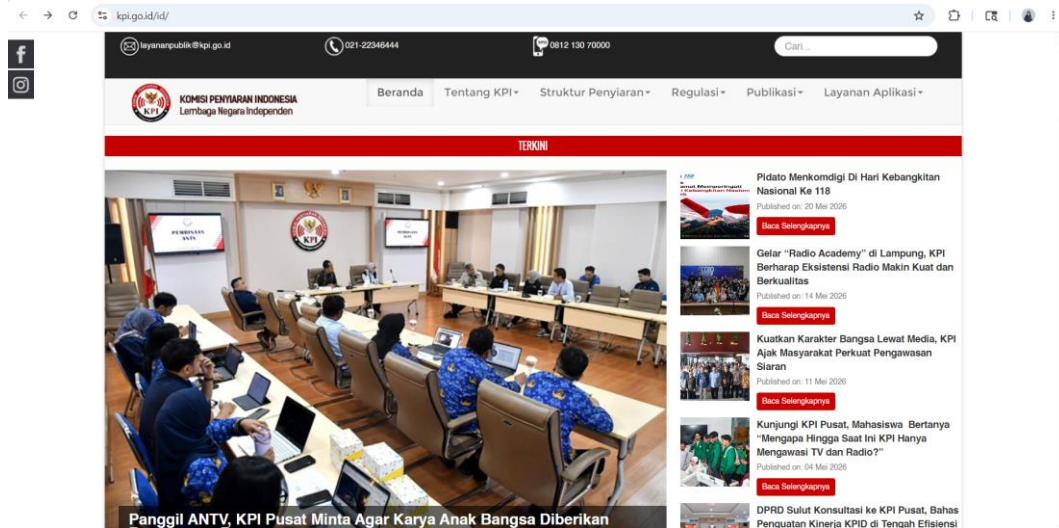 kpi.go.id/id/
layananpublik@kpi.go.id
021-22346444
0812 130 70000
Cari...
KOMISI PENYIARAN INDONESIA
Lembaga Negara Independen
Beranda
Tentang KPI
Struktur Penyiaran
Regulasi
Publikasi
Layanan Aplikasi
TERKINI
PEMBINAAN
ANTV
KPI
Panggil ANTV, KPI Pusat Minta Agar Karya Anak Bangsa Diberikan
Pidato Menkomdigi Di Hari Kebangkitan
Nasional Ke 118
Published on: 20 Mei 2026
Baca Selengkapnya
Gelar “Radio Academy” di Lampung, KPI
Berharap Eksistensi Radio Makin Kuat dan
Berkualitas
Published on: 14 Mei 2026
Baca Selengkapnya
Kuatkan Karakter Bangsa Lewat Media, KPI
Ajak Masyarakat Perkuat Pengawasan
Siaran
Published on: 11 Mei 2026
Baca Selengkapnya
Kunjungi KPI Pusat, Mahasiswa Bertanya
“Mengapa Hingga Saat Ini KPI Hanya
Mengawasi TV dan Radio?”
Published on: 04 Mei 2026
Baca Selengkapnya
DPRD Sulut Konsultasi ke KPI Pusat, Bahas
Penguatan Kinerja KPID di Tengah Efisiensi